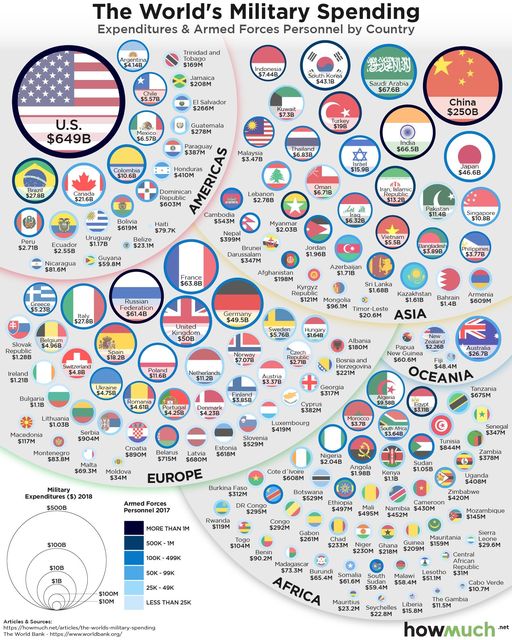 The World's Military Spending
Expenditures & Armed Forces Personnel by Country
AMERICAS
U.S.
$649B
Argentina
$4.14B
Trinidad and
Tobago
$169M
Chile
$5.57B
Jamaica
$208M
El Salvador
$266M
Mexico
$6.57B
Guatemala
$278M
Paraguay
$387M
Brazil
$27.8B
Canada
$21.6B
Colombia
$10.6B
Honduras
$410M
Dominican
Republic
$603M
Peru
$2.71B
Ecuador
$2.55B
Uruguay
$1.17B
Bolivia
$619M
Belize
$23.1M
Haiti
$79.7K
Nicaragua
$81.6M
Guyana
$59.8M
ASIA
Indonesia
$7.44B
South Korea
$43.1B
Saudi Arabia
$67.6B
China
$250B
Kuwait
$7.3B
Turkey
$19B
India
$66.5B
Malaysia
$3.47B
Thailand
$6.83B
Israel
$15.9B
Japan
$46.6B
Lebanon
$2.78B
Oman
$6.71B
Iran, Islamic
Republic
$13.2B
Pakistan
$11.4B
Singapore
$10.8B
Cambodia
$543M
Myanmar
$2.03B
Iraq
$6.32B
Vietnam
$5.5B
Nepal
$399M
Brunei
Darussalam
$347M
Jordan
$1.96B
Azerbaijan
$1.71B
Bangladesh
$3.89B
Philippines
$3.77B
Afghanistan
$198M
Kyrgyz
Republic
$121M
Mongolia
$96.1M
Sri Lanka
$1.68B
Timor-Leste
$20.6M
Kazakhstan
$1.61B
Bahrain
$1.4B
Armenia
$609M
OCEANIA
Papua New
Guinea
$60.6M
New Zealand
$2.26B
Fiji
$48.4M
Australia
$26.7B
EUROPE
Greece
$5.23B
Italy
$27.8B
Russian
Federation
$61.4B
France
$63.8B
United
Kingdom
$50B
Germany
$49.5B
Slovak
Republic
$1.28B
Belgium
$4.96B
Spain
$18.2B
Sweden
$5.76B
Hungary
$1.64B
Albania
$180M
Ireland
$1.21B
Switzerland
$4.8B
Poland
$11.6B
Norway
$7.07B
Czech
Republic
$2.71B
Bosnia and
Herzegovina
$221M
Bulgaria
$1.1B
Ukraine
$4.75B
Romania
$4.61B
Netherlands
$11.2B
Portugal
$4.25B
Denmark
$4.23B
Finland
$3.85B
Austria
$3.37B
Georgia
$317M
Cyprus
$382M
Lithuania
$1.03B
Luxembourg
$419M
Macedonia
$117M
Serbia
$904M
Croatia
$890M
Belarus
$715M
Latvia
$680M
Estonia
$618M
Slovenia
$529M
Montenegro
$83.8M
Malta
$69.3M
Moldova
$34M
AFRICA
Algeria
$9.58B
Egypt
$3.11B
Tanzania
$675M
Morocco
$3.7B
South Africa
$3.64B
Tunisia
$844M
Senegal
$347M
Nigeria
$2.04B
Angola
$1.98B
Kenya
$1.1B
Sudan
$1.05B
Zambia
$378M
Uganda
$408M
Cote d'Ivoire
$608M
Burkina Faso
$312M
Botswana
$529M
Ethiopia
$497M
Mali
$495M
Namibia
$452M
Cameroon
$430M
Zimbabwe
$420M
Mozambique
$145M
DR Congo
$295M
Rwanda
$119M
Congo
$292M
Togo
$104M
Gabon
$261M
Chad
$233M
Niger
$230M
Ghana
$218M
Guinea
$209M
Mauritania
$159M
Sierra
Leone
$29.6M
Benin
$90.2M
Madagascar
$73.3M
Burundi
$65.4M
Somalia
$61.6M
South
Sudan
$59.4M
Malawi
$58.4M
Lesotho
$51.1M
Central
African
Republic
$31M
Mauritius
$23.2M
Seychelles
$22.8M
Liberia
$15.8M
The Gambia
$11.5M
Cabo Verde
$10.7M
Military
Expenditures ($) 2018
$500B
$100B
$10B
$1B
$100M
$10M
Armed Forces
Personnel 2017
MORE THAN 1M
500K - 1M
100K - 499K
50K - 99K
25K - 49K
LESS THAN 25K
Articles & Sources:
https://howmuch.net/articles/the-worlds-military-spending
The World Bank - https://www.worldbank.org/
howmuch.net